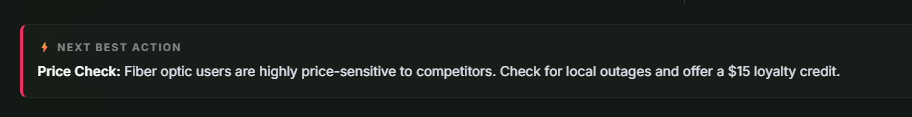 NEXT BEST ACTION
Price Check: Fiber optic users are highly price-sensitive to competitors. Check for local outages and offer a $15 loyalty credit.